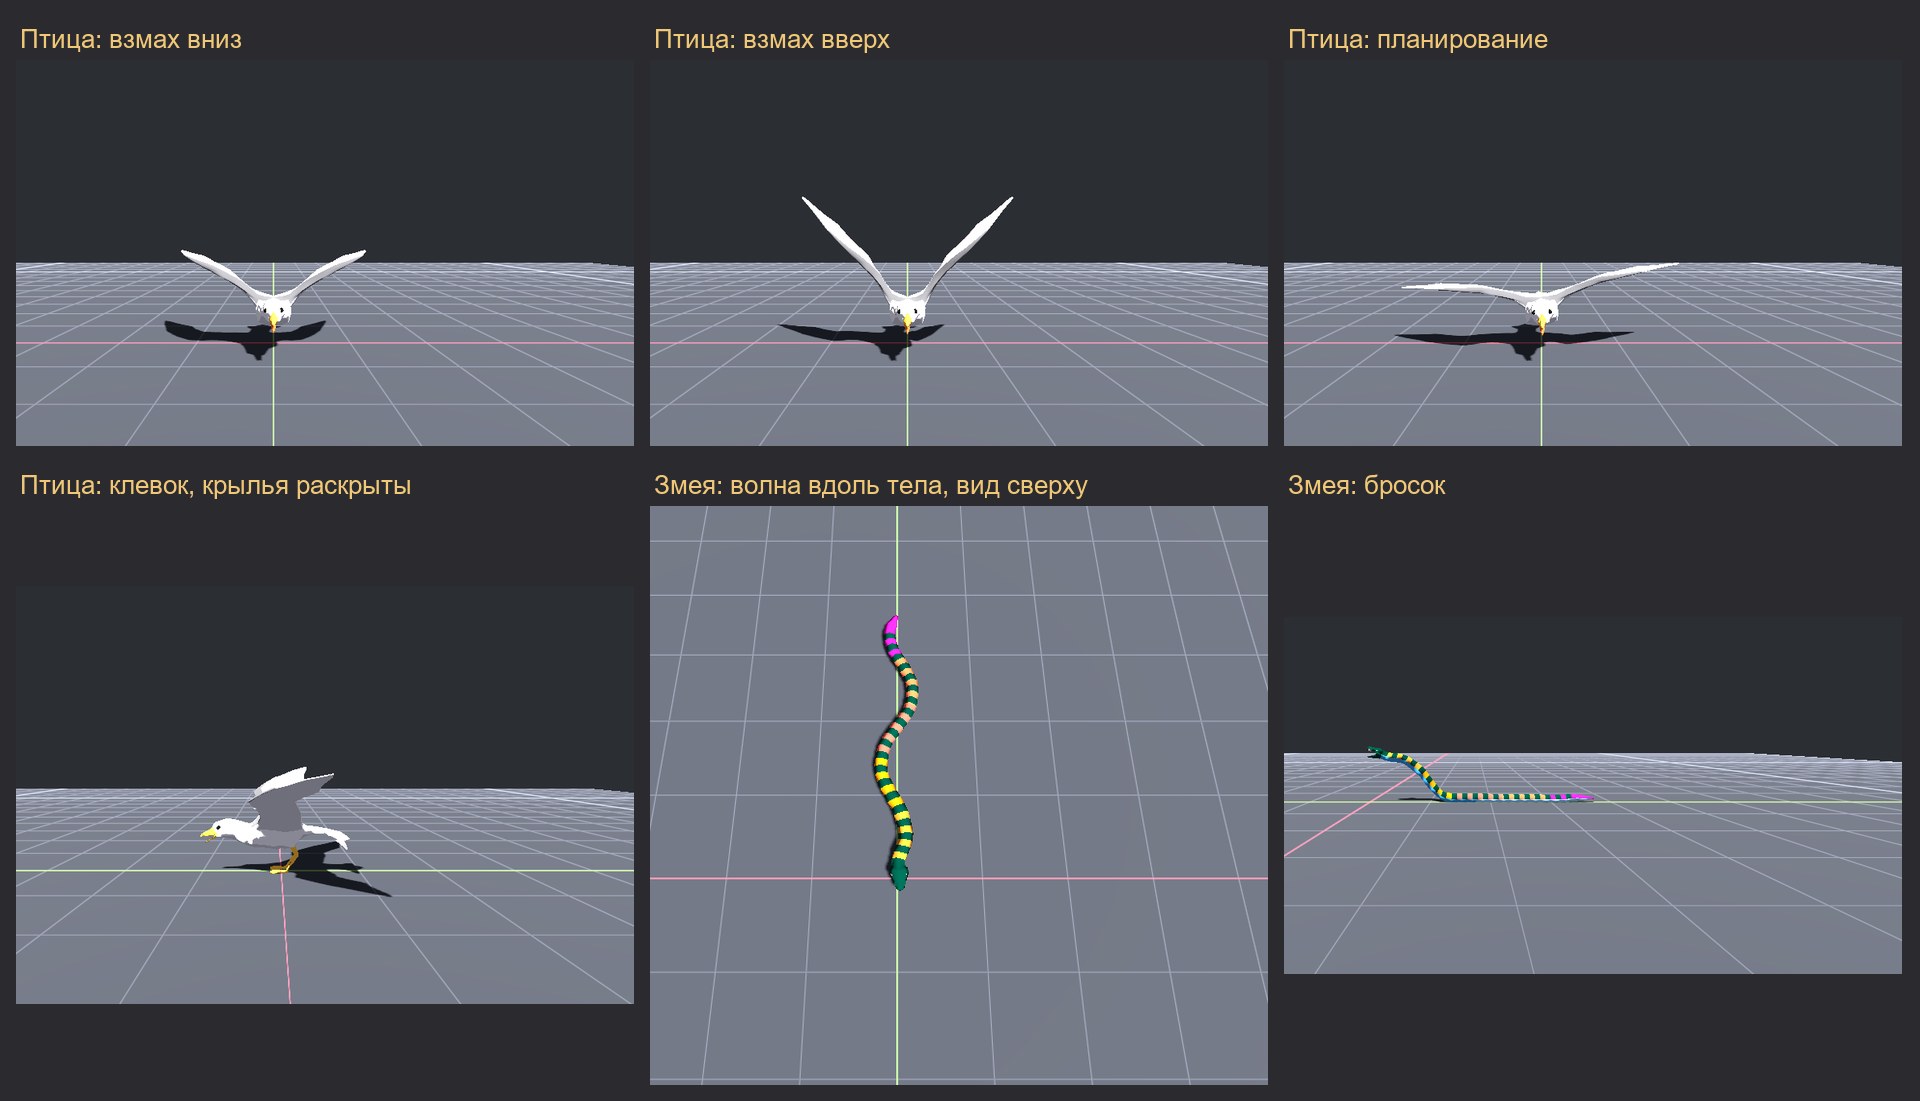 Птица: взмах вниз
Птица: взмах вверх
Птица: планирование
Птица: клевок, крылья раскрыты
Змея: волна вдоль тела, вид сверху
Змея: бросок